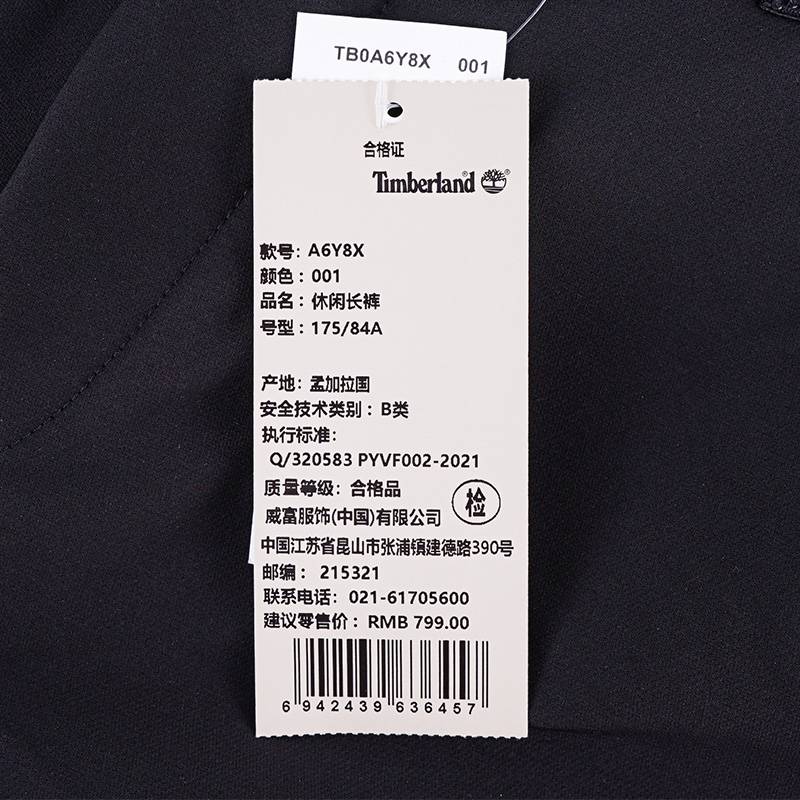 TB0A6Y8X 001
合格证
Timberland
款号: A6Y8X
颜色: 001
品名: 休闲长裤
号型: 175/84A
产地: 孟加拉国
安全技术类别: B类
执行标准:
Q/320583 PYVF002-2021
质量等级: 合格品
检
威富服饰(中国)有限公司
中国江苏省昆山市张浦镇建德路390号
邮编: 215321
联系电话: 021-61705600
建议零售价: RMB 799.00
6 942439 636457